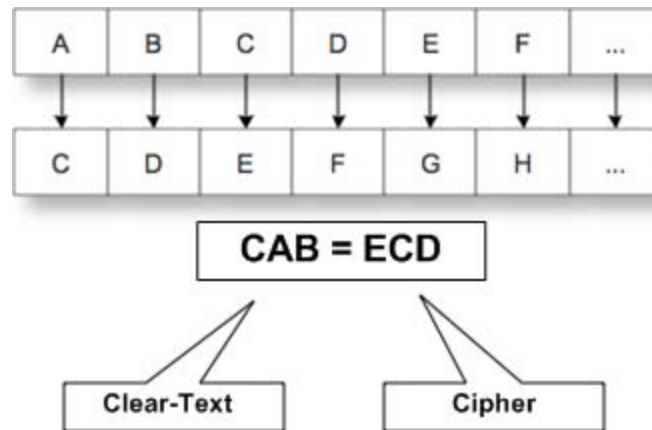 A B C D E F ...
C D E F G H ...
CAB = ECD
Clear-Text Cipher